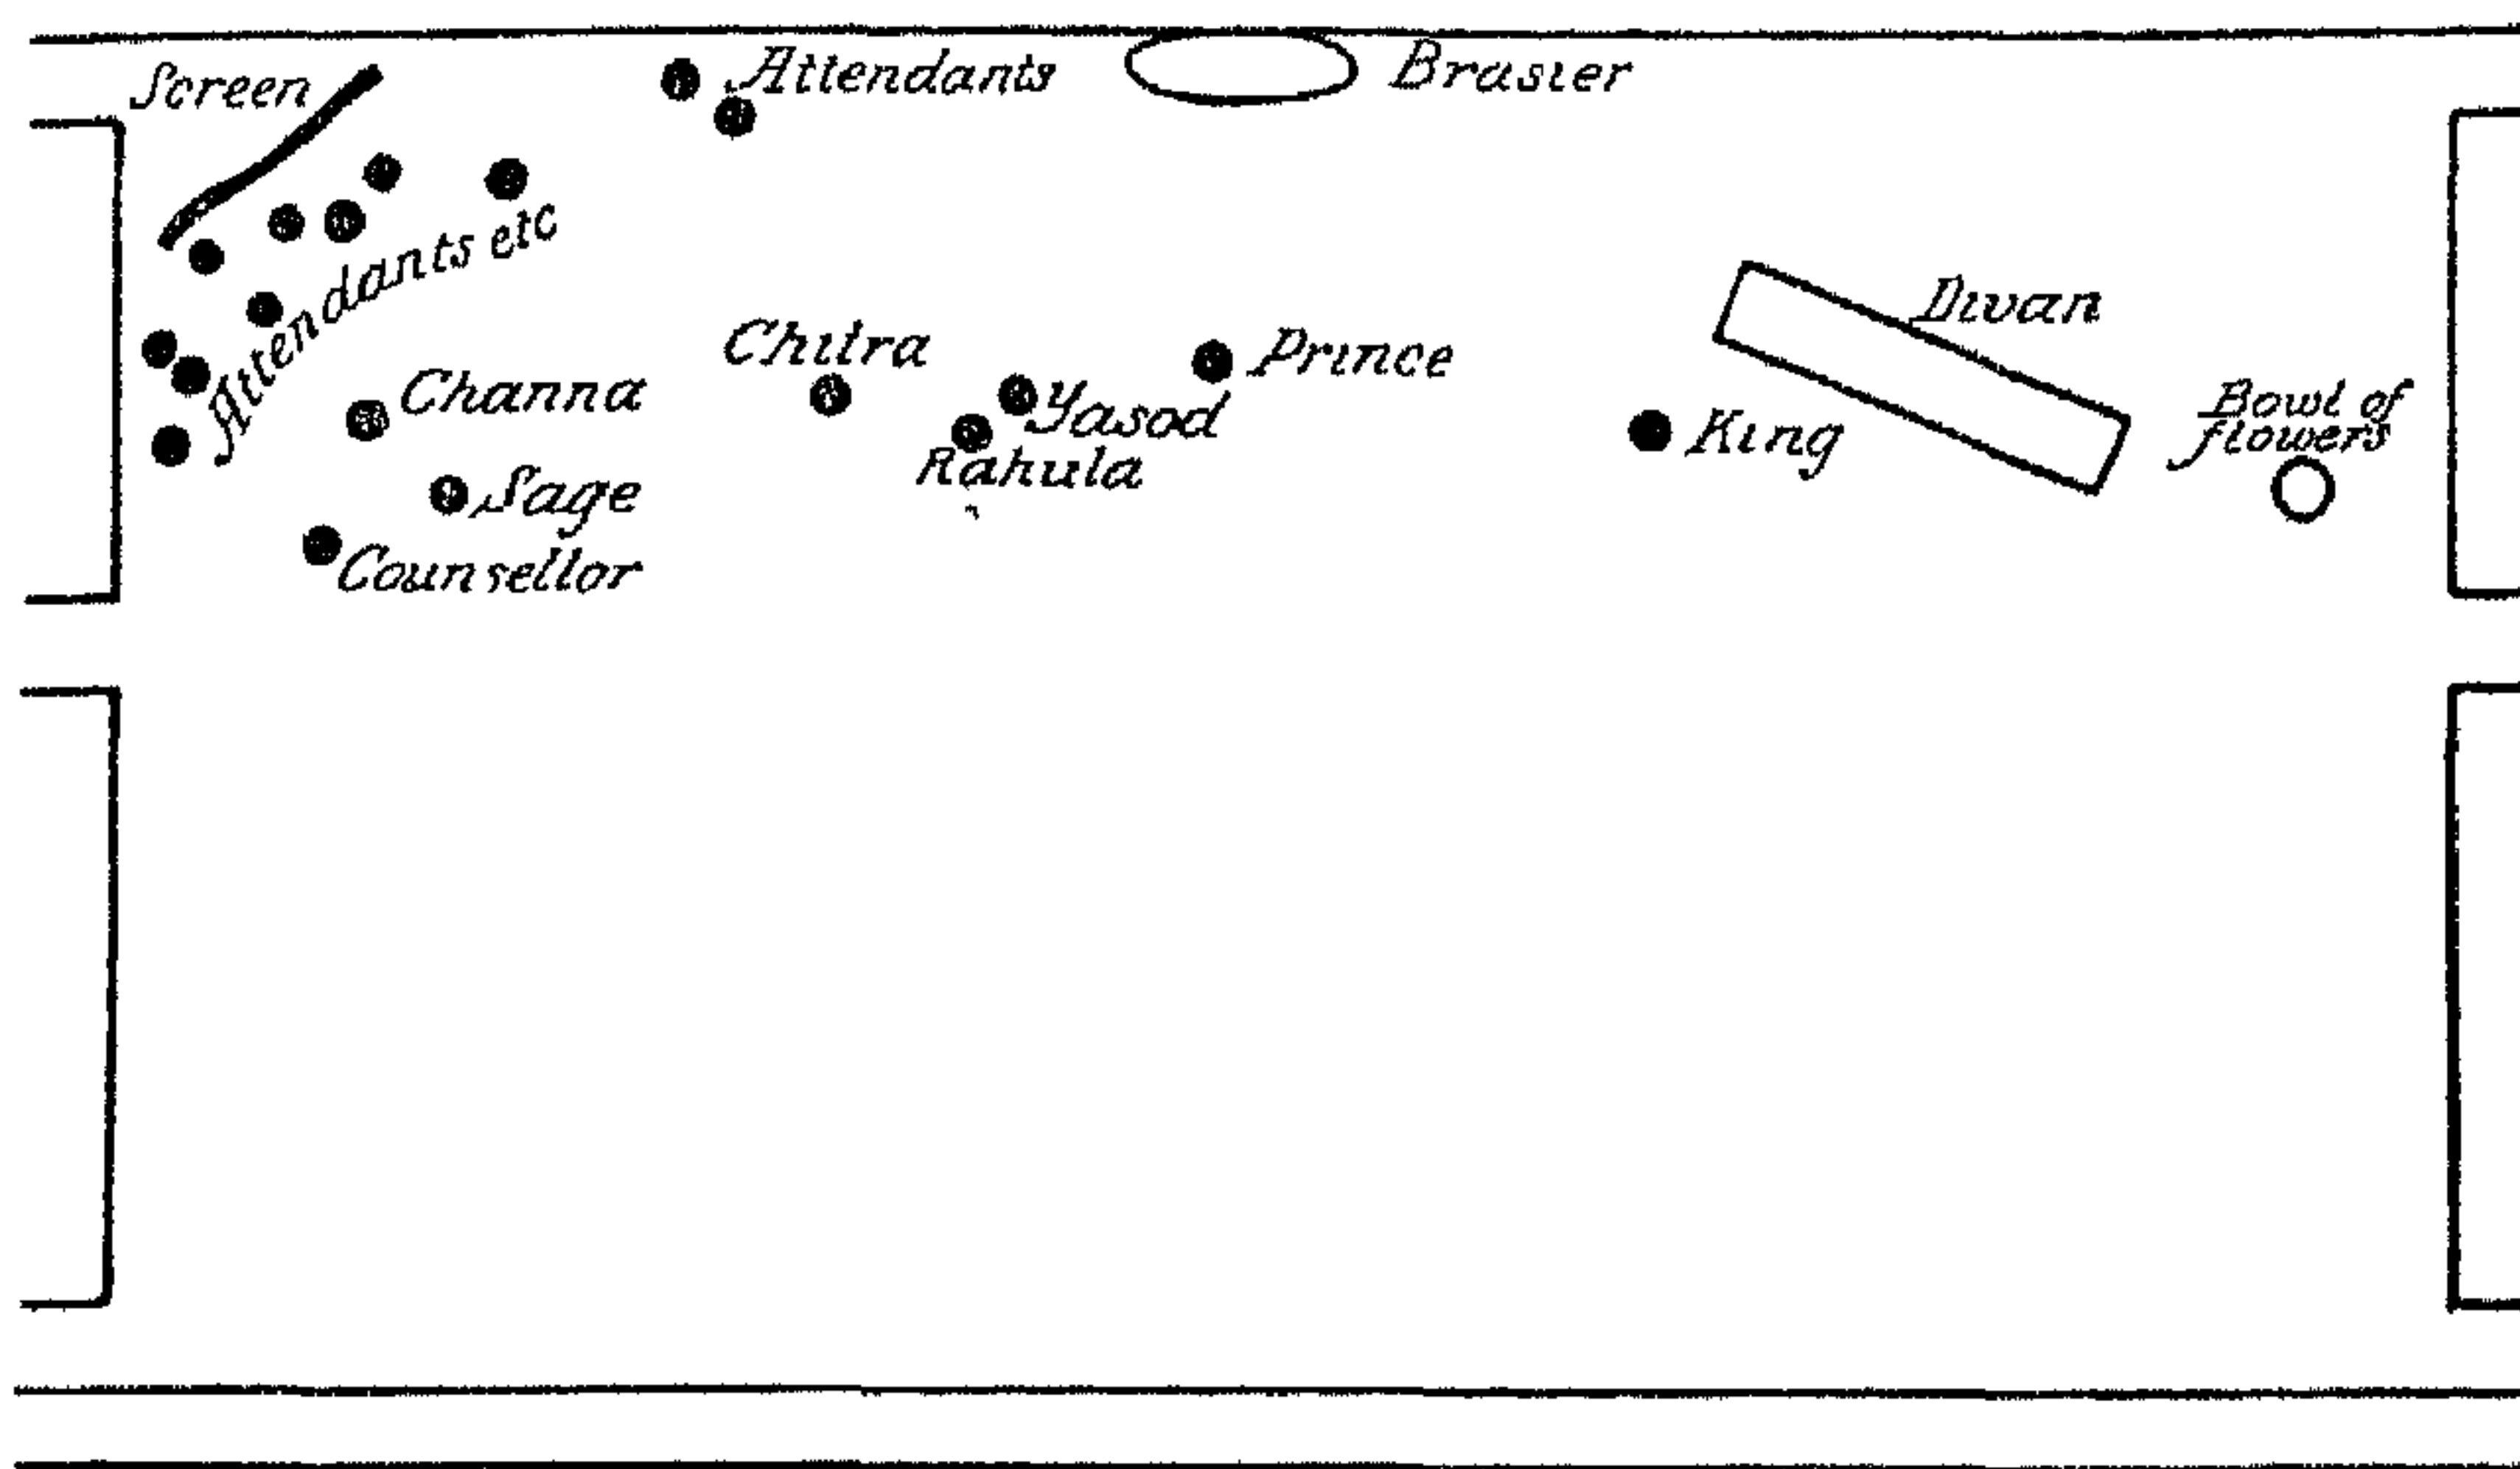 Screen
Attendants
Brasier
Attendants etc
Divan
Chitra
Prince
Channa
Yasod
Bowl of
flowers
King
Rahula
Sage
Counsellor